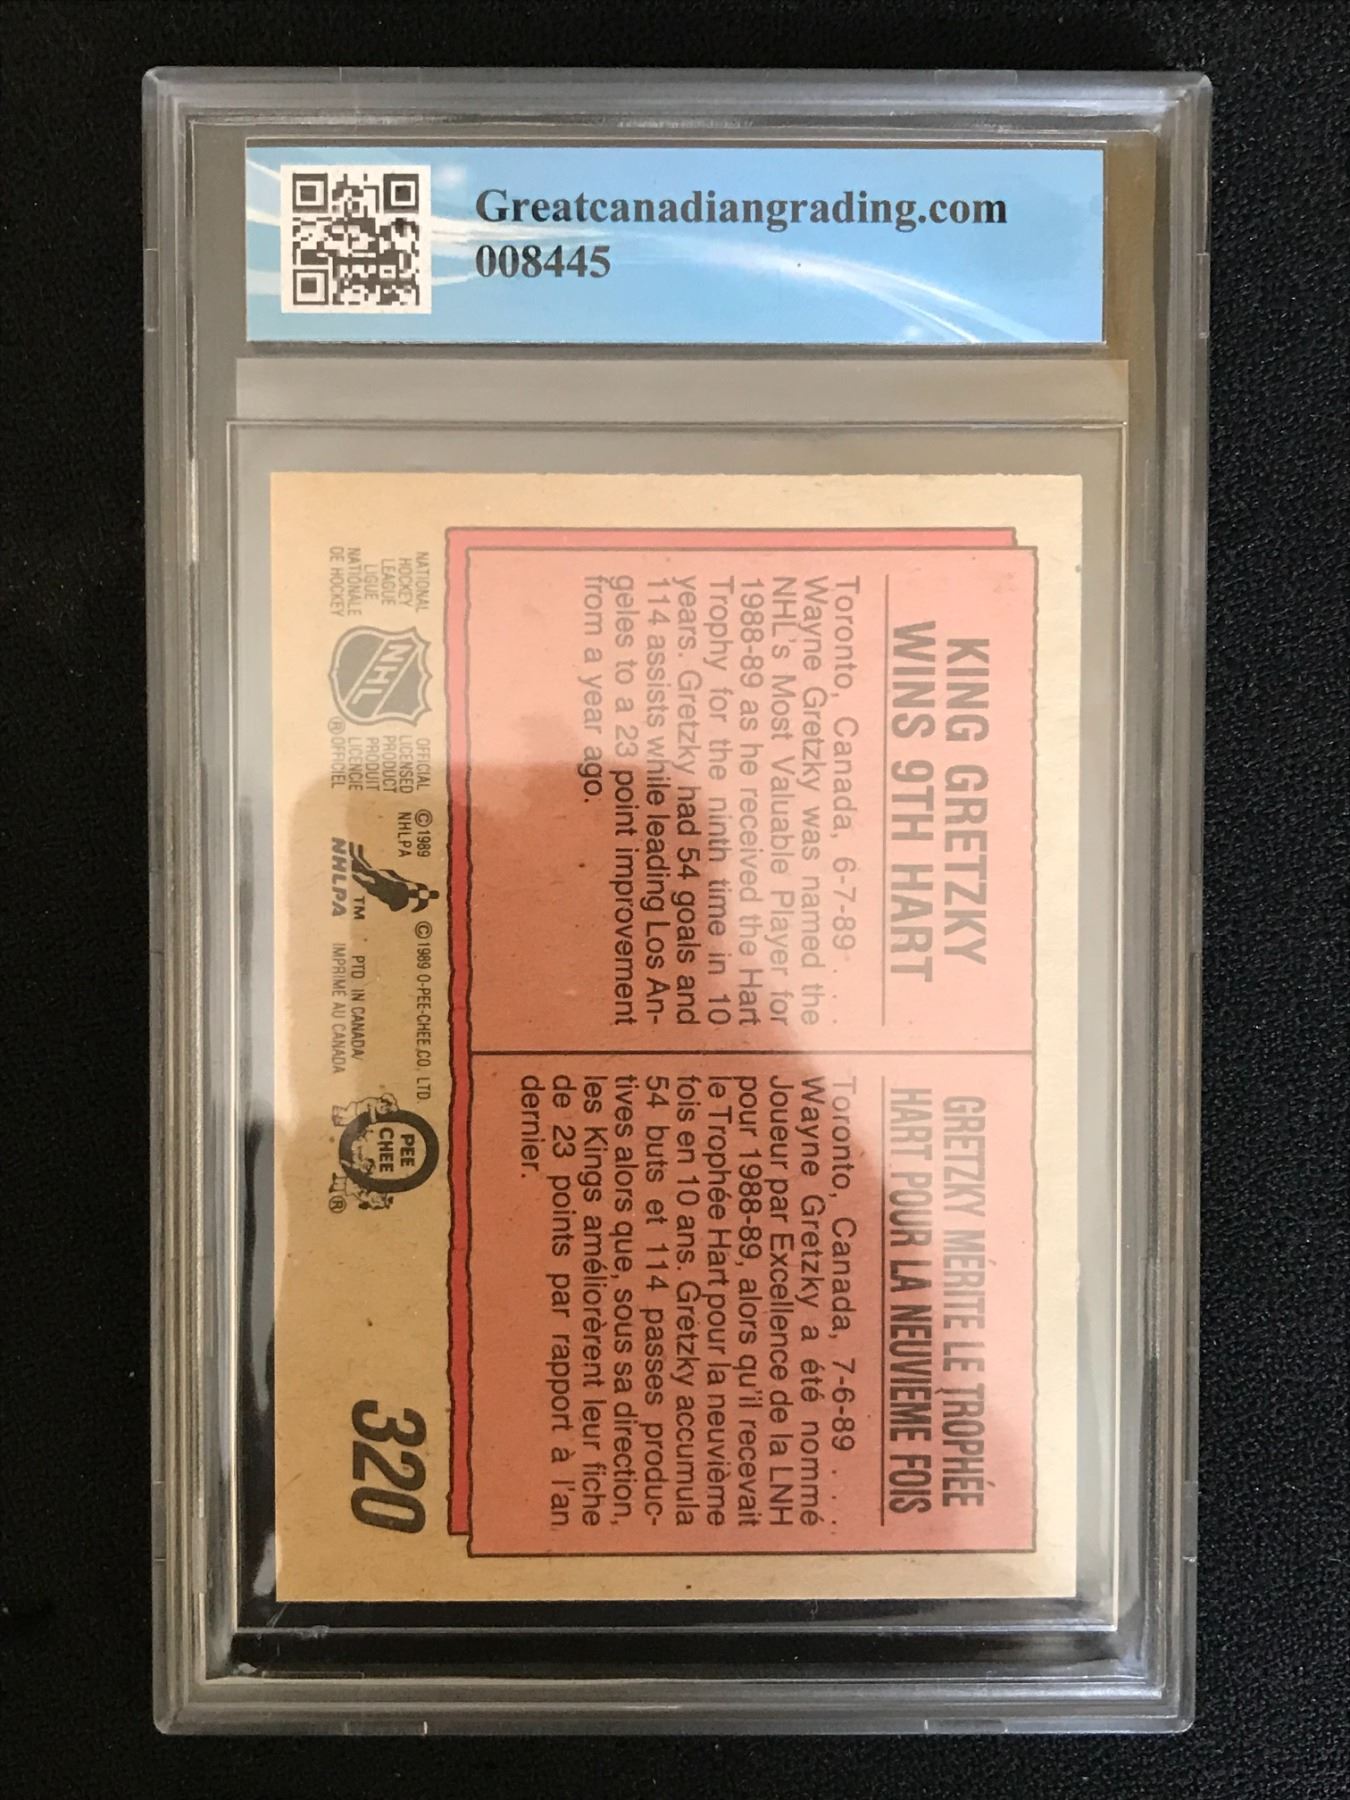 Greatcanadiangrading.com
008445
KING GRETZKY
WINS 9TH HART
Toronto, Canada, 6-7-89 . . .
Wayne Gretzky was named the
NHL's Most Valuable Player for
1988-89 as he received the Hart
Trophy for the ninth time in 10
years. Gretzky had 54 goals and
114 assists while leading Los An-
geles to a 23 point improvement
from a year ago.
GRETZKY MÉRITE LE TROPHÉE
HART POUR LA NEUVIEME FOIS
Toronto, Canada, 7-6-89 . . .
Wayne Gretzky a été nommé
Joueur par Excellence de la LNH
pour 1988-89, alors qu'il recevait
le Trophée Hart pour la neuvième
fois en 10 ans. Gretzky accumula
54 buts et 114 passes produc-
tives alors que, sous sa direction,
les Kings améliorèrent leur fiche
de 23 points par rapport à l'an
dernier.
NATIONAL
HOCKEY
LEAGUE
LIGUE
NATIONALE
DE HOCKEY
NHL
®
OFFICIAL
LICENSED
PRODUCT
PRODUIT
LICENCIE
OFFICIEL
©1989
NHLPA
TM
NHLPA
©1989 O-PEE-CHEE CO. LTD.
PTD. IN CANADA/
IMPRIMÉ AU CANADA
O
PEE
CHEE
®
320